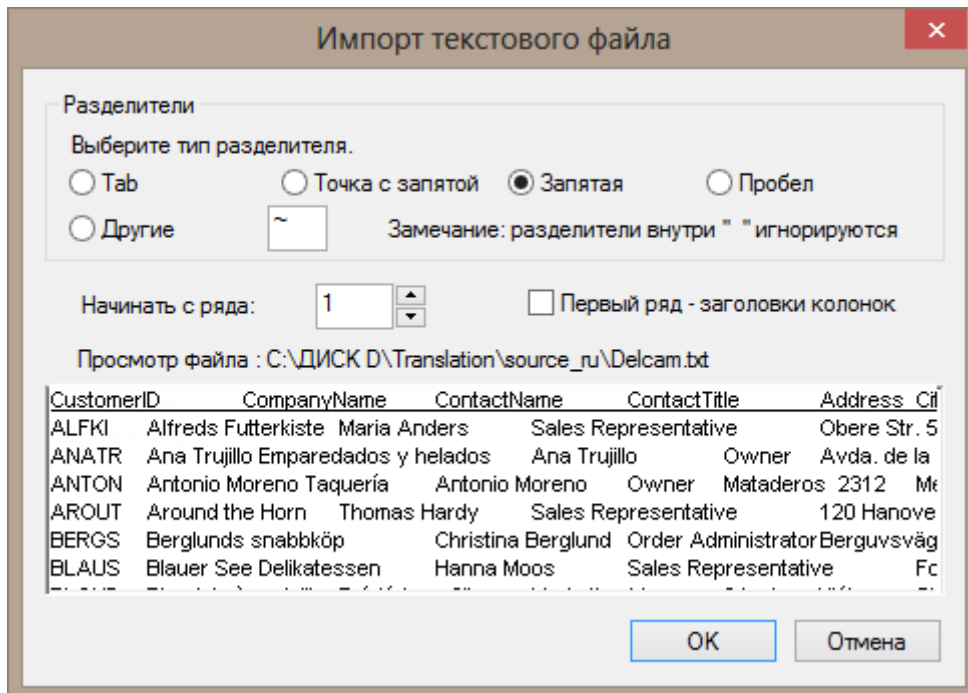 Импорт текстового файла
Разделители
Выберите тип разделителя.
Tab Точка с запятой Запятая Пробел
Другие ~ Замечание: разделители внутри " " игнорируются
Начинать с ряда: 1 Первый ряд - заголовки колонок
Просмотр файла : C:\ДИСК D\Translation\source_ru\Delcam.txt
CustomerID CompanyName ContactName ContactTitle Address
ALFKI Alfreds Futterkiste Maria Anders Sales Representative Obere Str. 5
ANATR Ana Trujillo Emparedados y helados Ana Trujillo Owner Avda. de la
ANTON Antonio Moreno Taquería Antonio Moreno Owner Mataderos 2312
AROUT Around the Horn Thomas Hardy Sales Representative 120 Hanove
BERGS Berglunds snabbköp Christina Berglund Order Administrator Berguvsväg
BLAUS Blauer See Delikatessen Hanna Moos Sales Representative Fo
OK Отмена